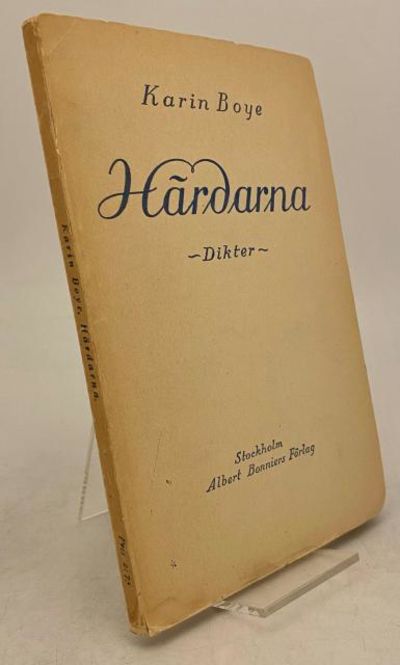 Karin Boye
Härdarna
~Dikter~
Stockholm
Albert Bonniers Förlag
Karin Boye, Härdarna.